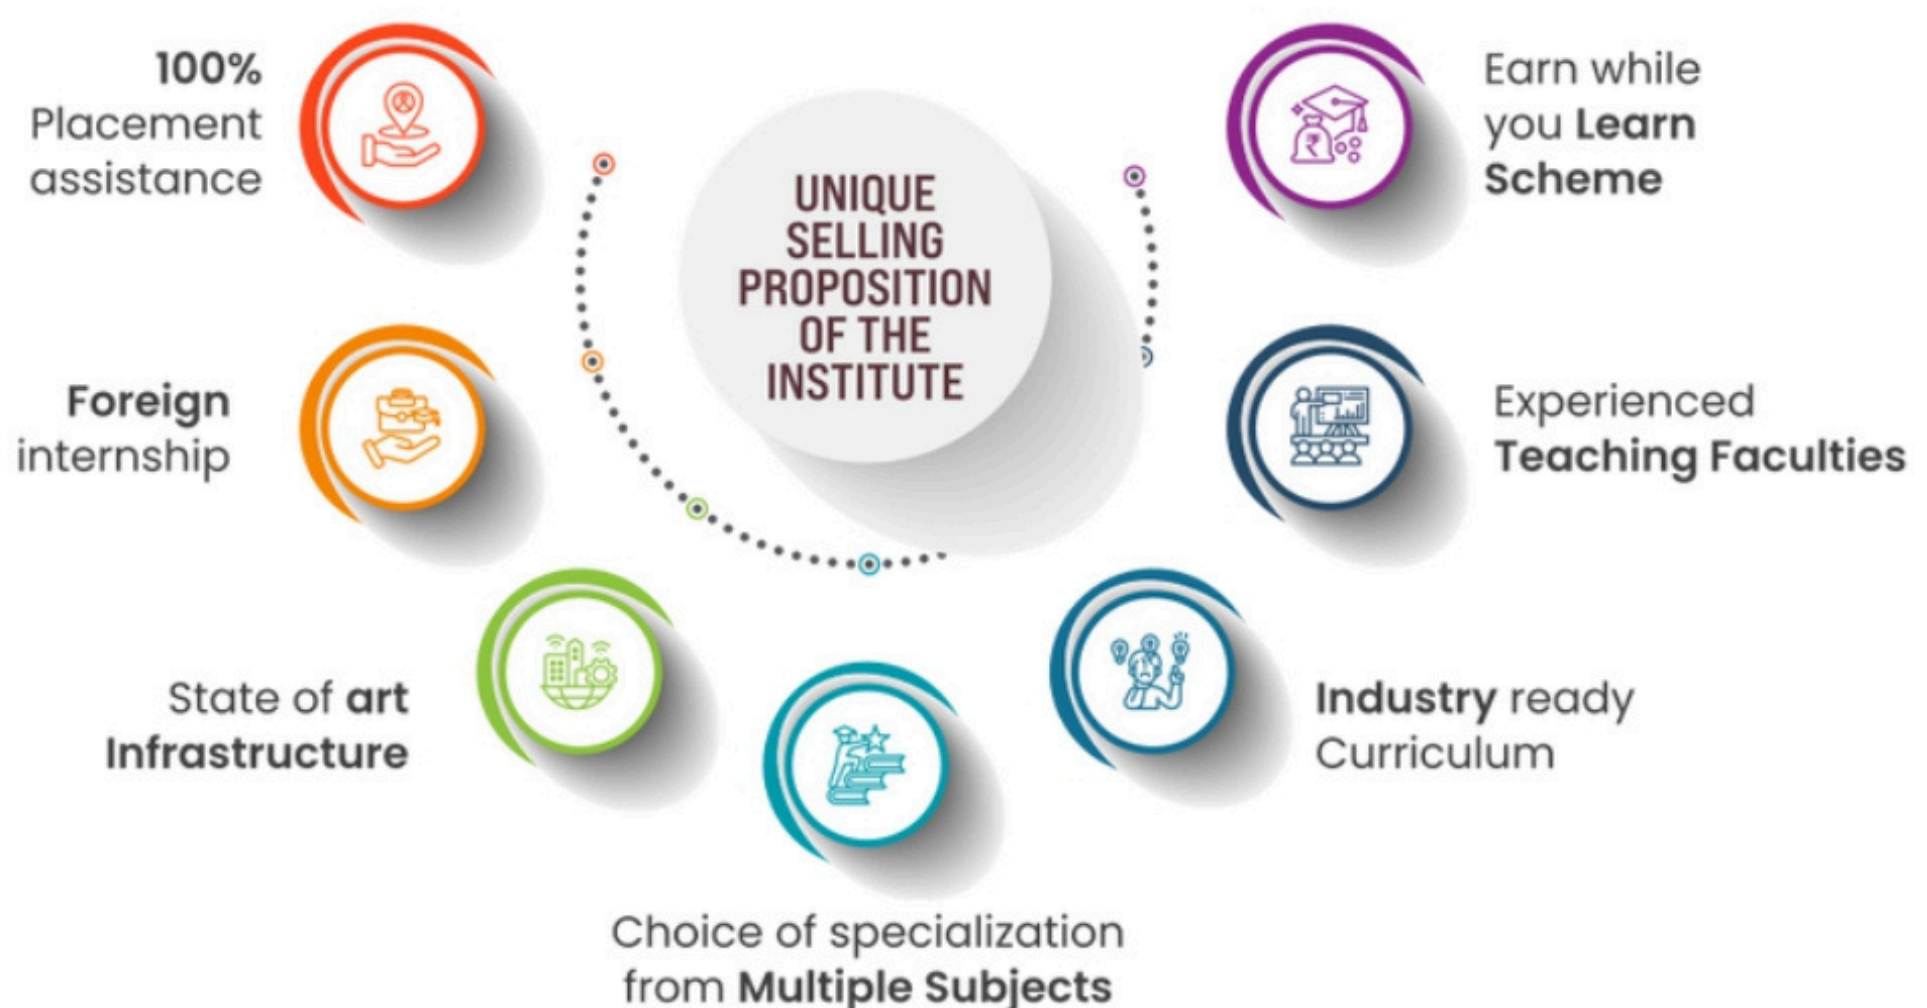 UNIQUE
SELLING
PROPOSITION
OF THE
INSTITUTE
100%
Placement
assistance
Foreign
internship
State of art
Infrastructure
Choice of specialization
from Multiple Subjects
Industry ready
Curriculum
Experienced
Teaching Faculties
Earn while
you Learn
Scheme
₹